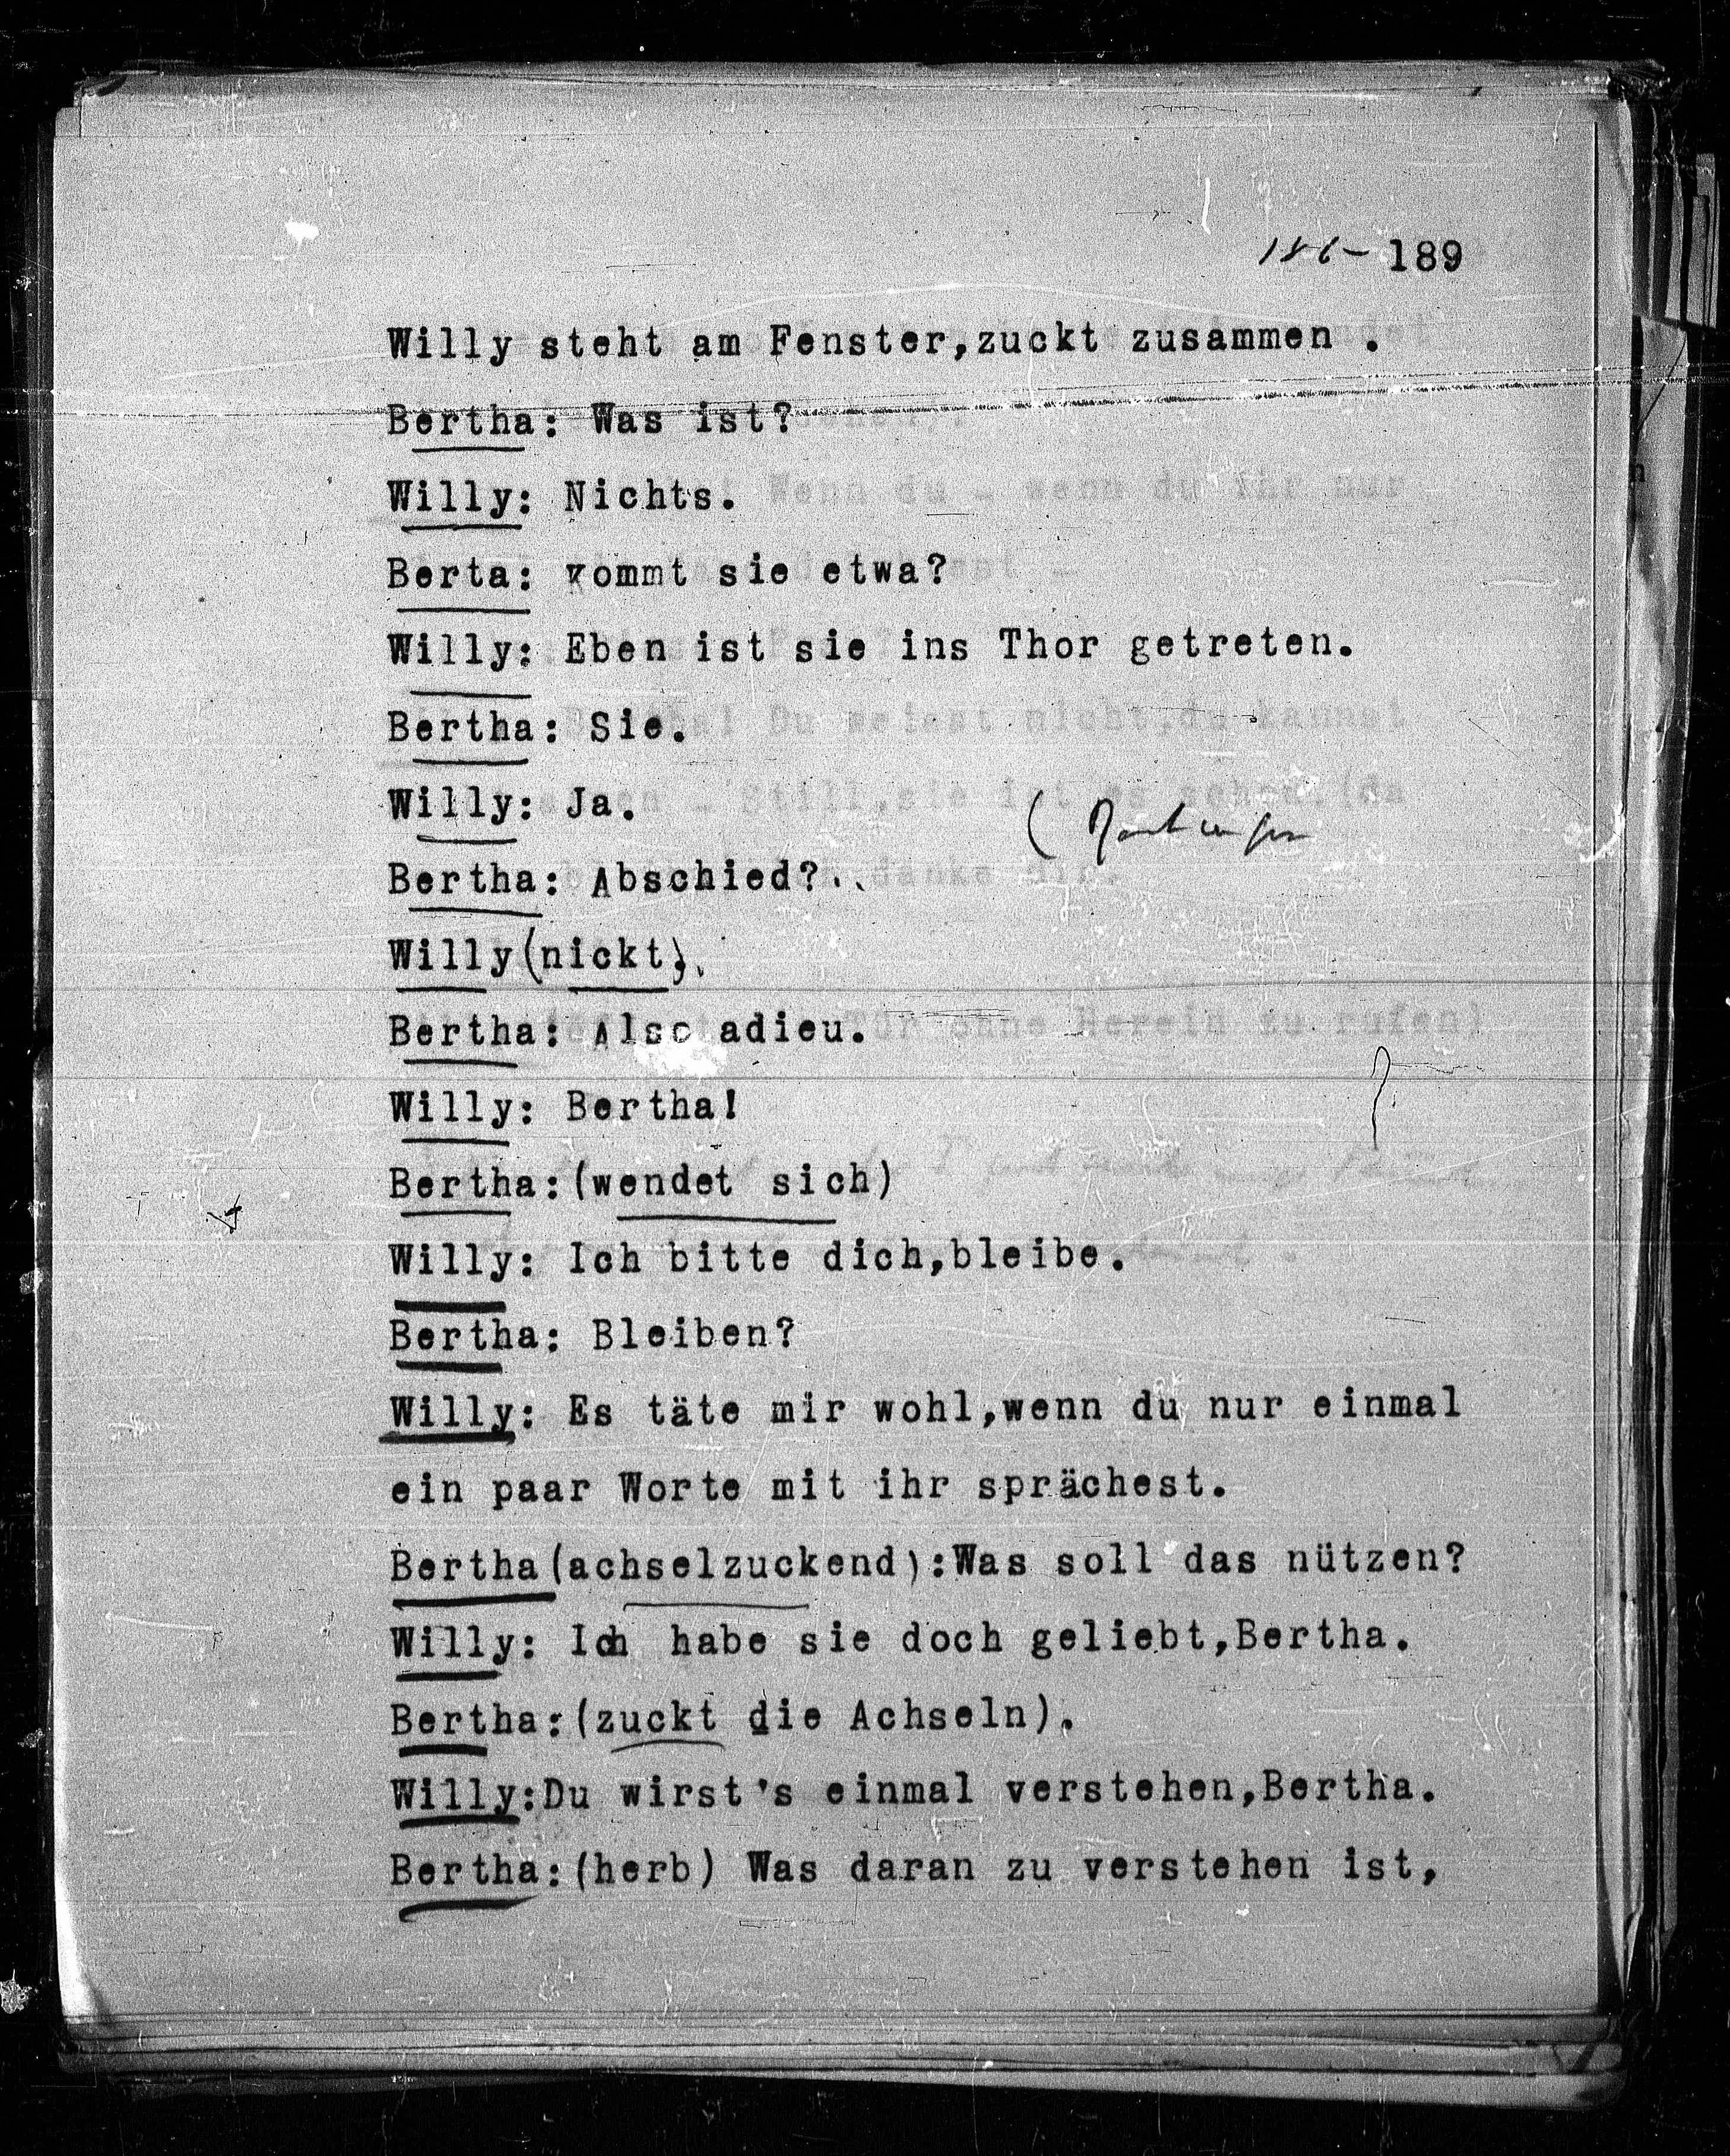 186- 189
Willy steht am Fenster,zuckt zusammen .
Bertha: Was ist?
Willy: Nichts.
Berta: kommt sie etwa?
Willy: Eben ist sie ins Thor getreten.
Bertha: Sie.
Willy: Ja.
Bertha: Abschied?..
Willy(nickt).
Bertha: Also adieu.
Willy: Bertha!
Bertha:(wendet sich)
Willy: Ich bitte dich,bleibe.
Bertha: Bleiben?
Willy: Es täte mir wohl,wenn du nur einmal
ein paar Worte mit ihr sprächest.
Bertha(achselzuckend):Was soll das nützen?
Willy: Ich habe sie doch geliebt,Bertha.
Bertha:(zuckt die Achseln).
Willy:Du wirst's einmal verstehen,Bertha.
Bertha:(herb) Was daran zu verstehen ist,